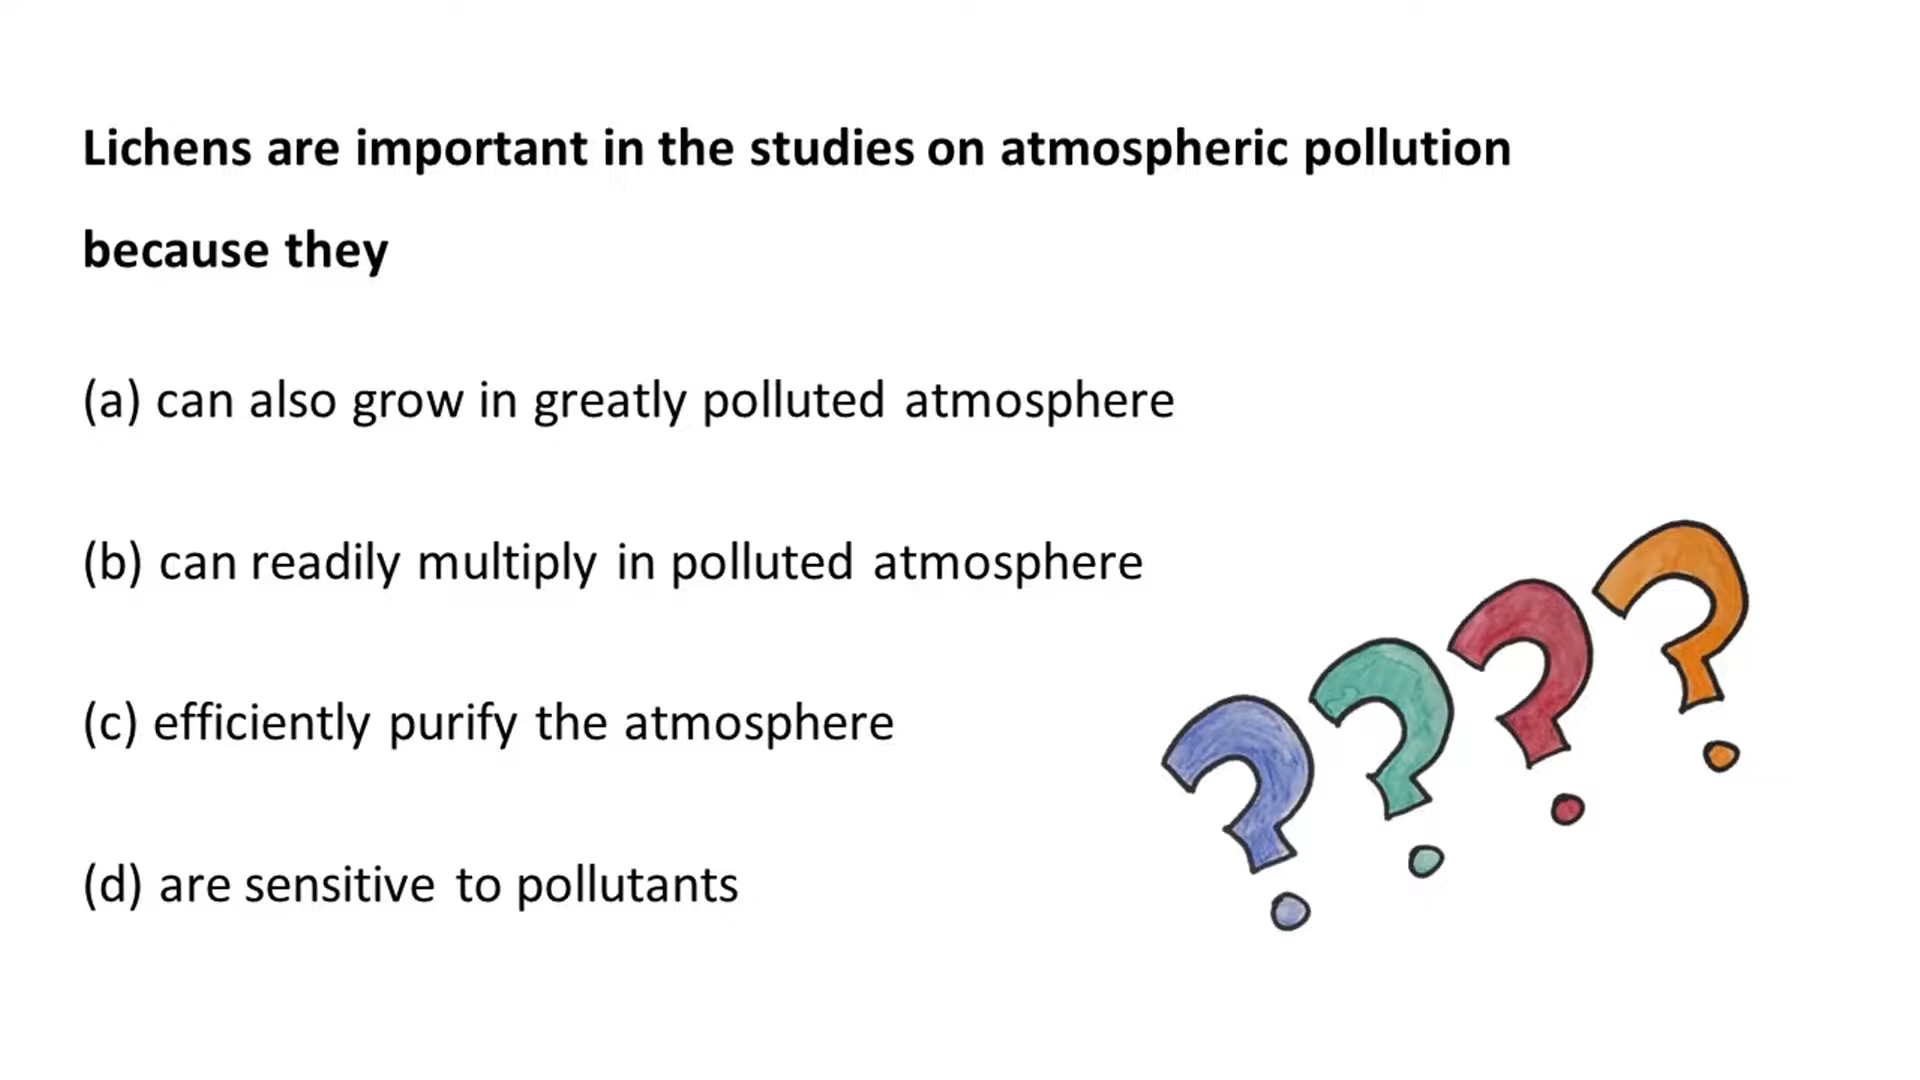 Lichens are important in the studies on atmospheric pollution
because they
(a) can also grow in greatly polluted atmosphere
(b) can readily multiply in polluted atmosphere
(c) efficiently purify the atmosphere
(d) are sensitive to pollutants